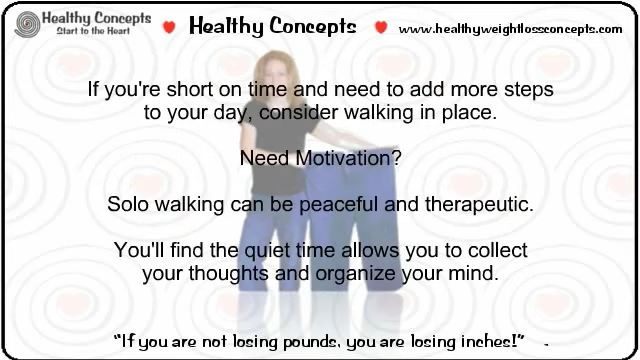 Healthy Concepts
Start to the Heart
Healthy Concepts
www.healthyweightlossconcepts.com
If you're short on time and need to add more steps
to your day, consider walking in place.
Need Motivation?
Solo walking can be peaceful and therapeutic.
You'll find the quiet time allows you to collect
your thoughts and organize your mind.
"If you are not losing pounds, you are losing inches!"